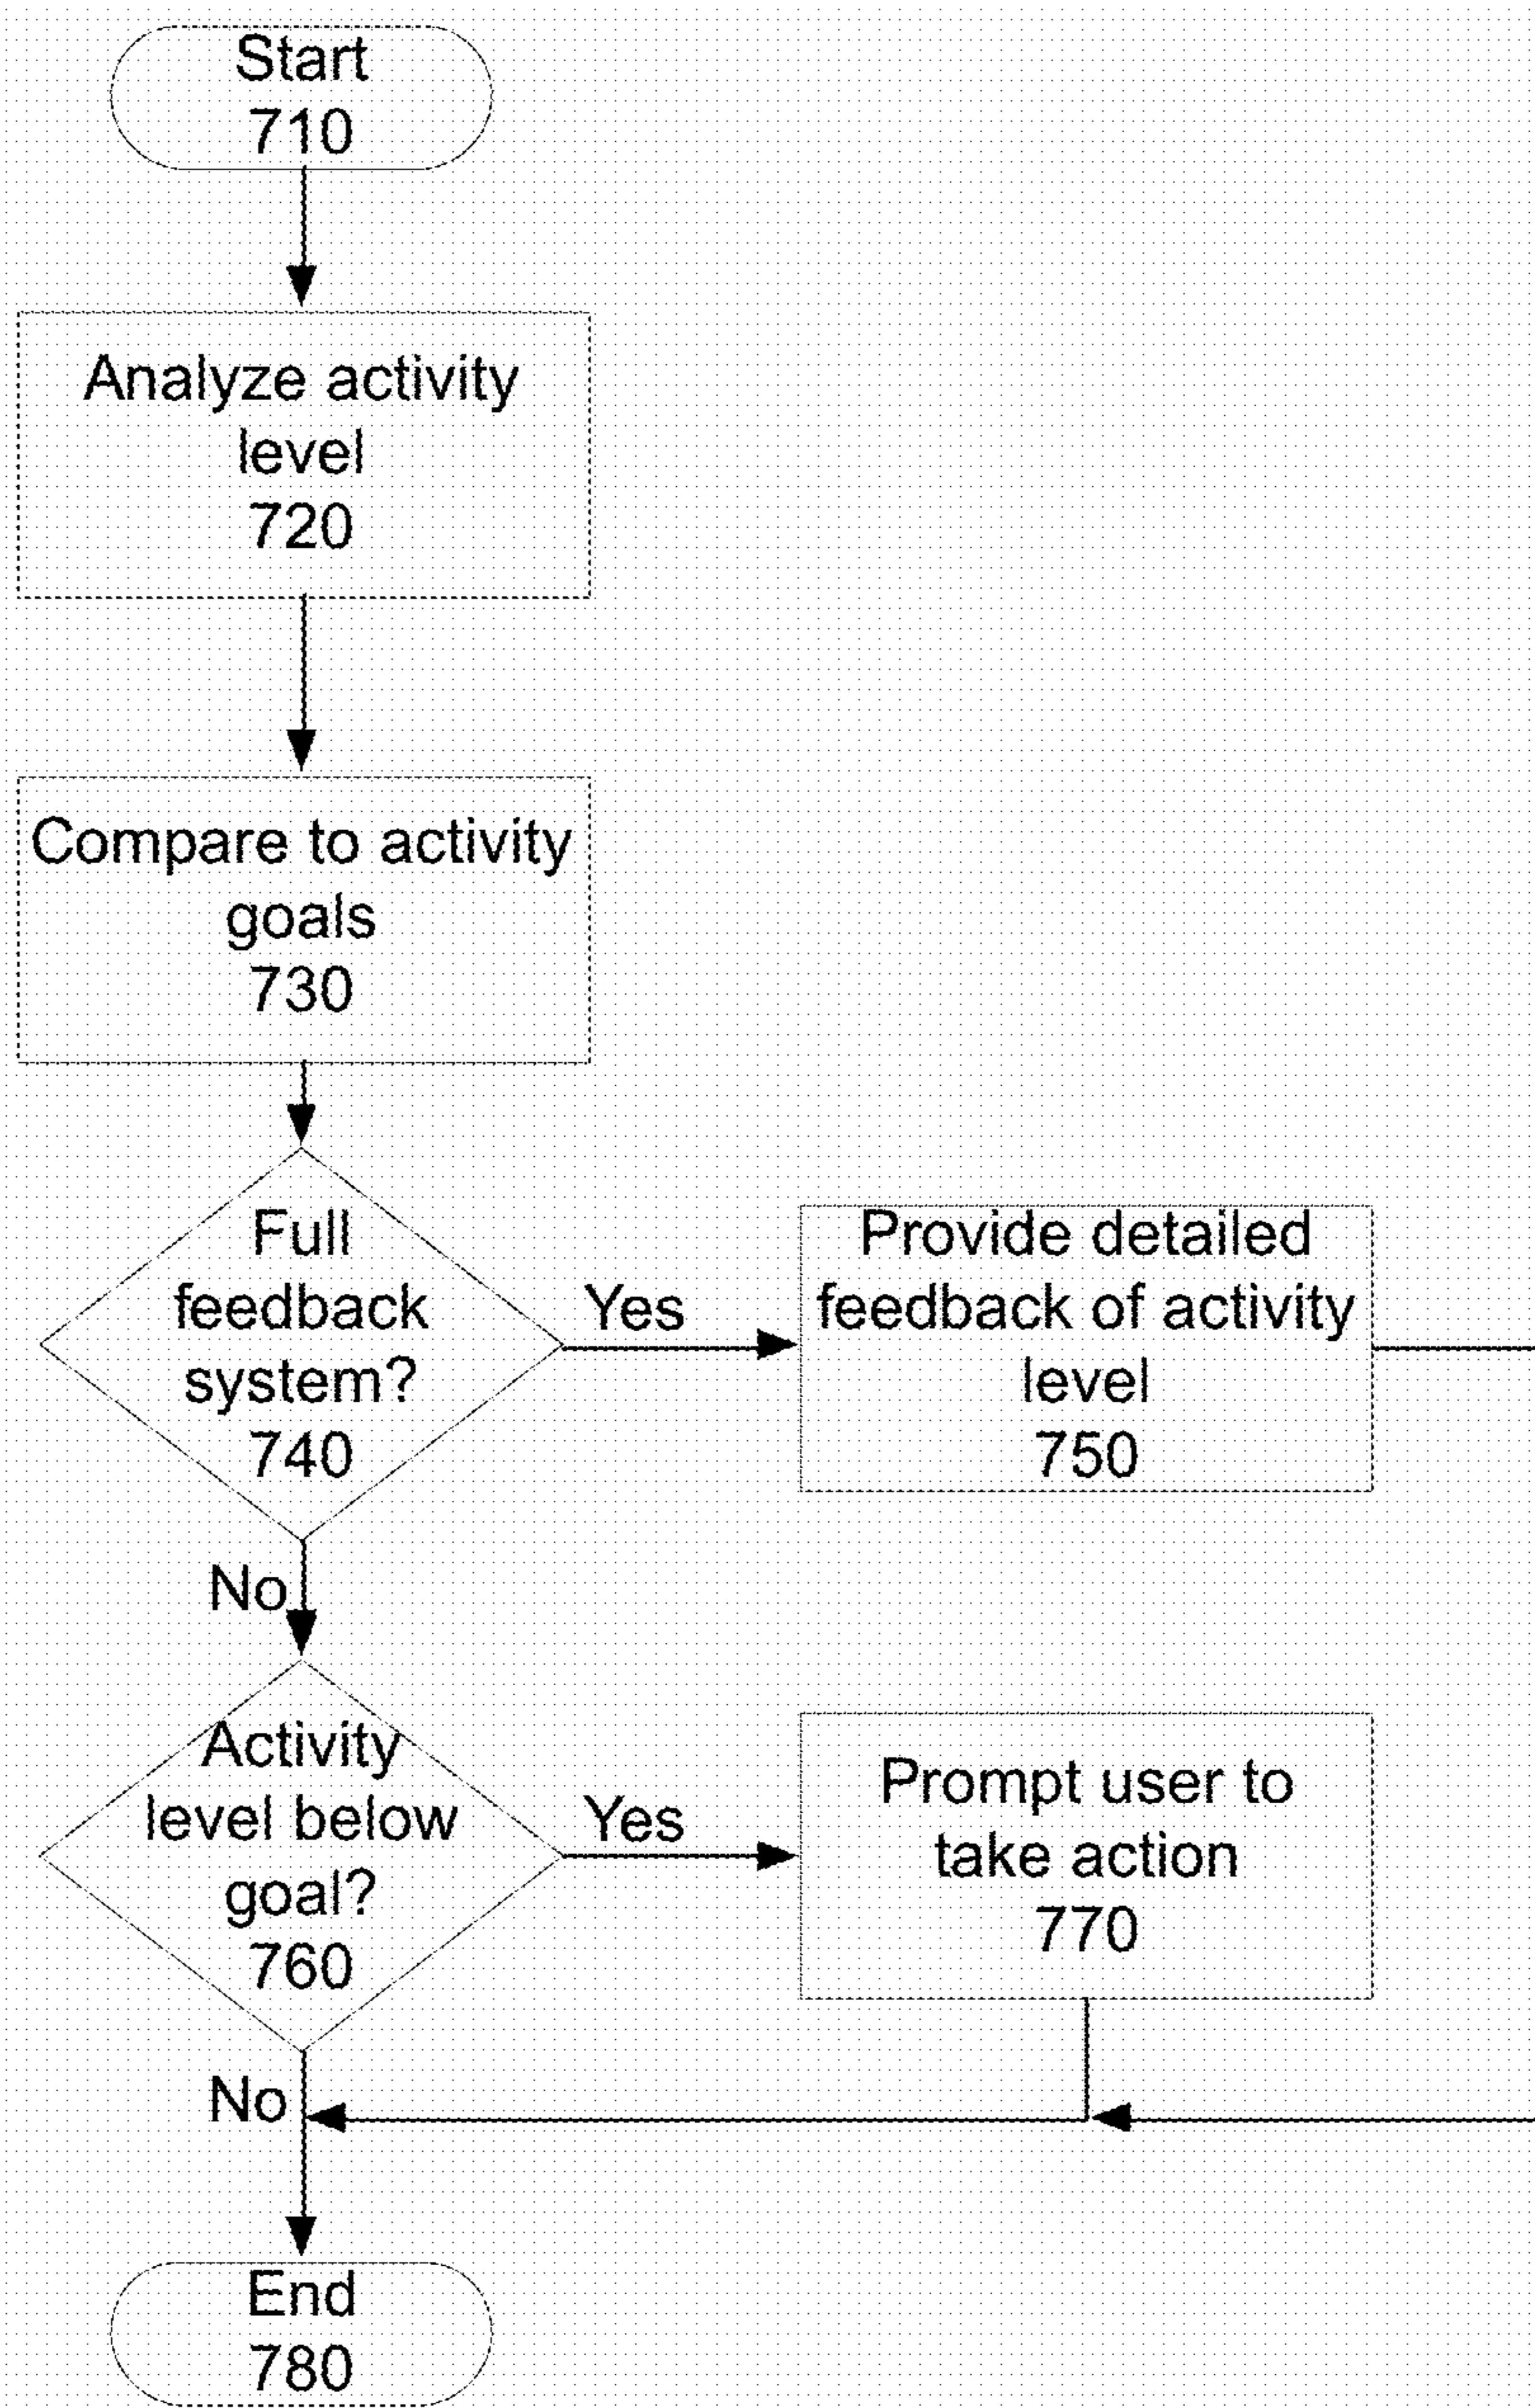 Start
710
Analyze activity
level
720
Compare to activity
goals
730
Full
feedback
system?
740
Yes
Provide detailed
feedback of activity
level
750
No
Activity
level below
goal?
760
Yes
Prompt user to
take action
770
No
End
780